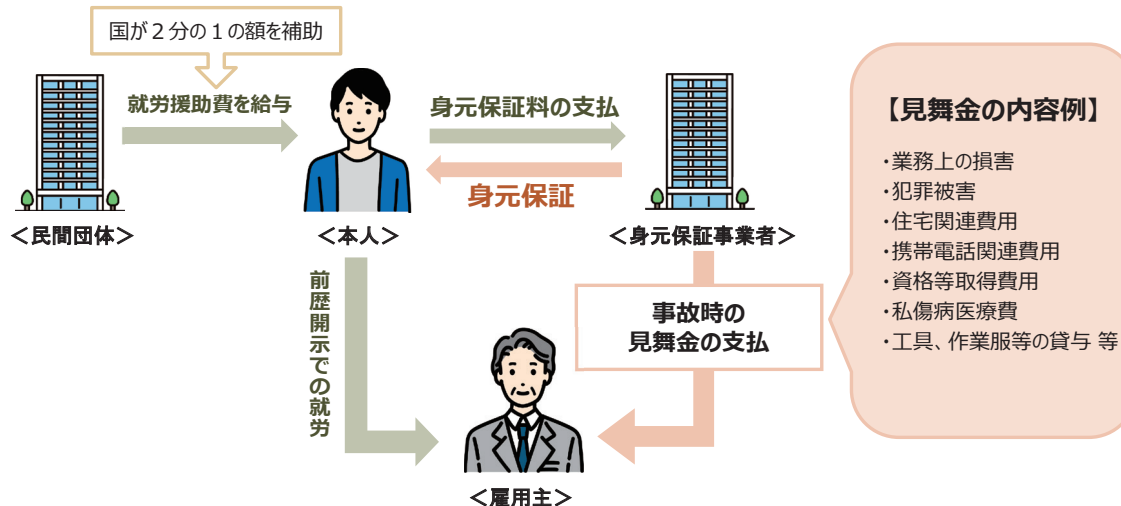 国が２分の１の額を補助
就労援助費を給与
身元保証料の支払
身元保証
＜民間団体＞
＜本人＞
＜身元保証事業者＞
【見舞金の内容例】
・業務上の損害
・犯罪被害
・住宅関連費用
・携帯電話関連費用
・資格等取得費用
・私傷病医療費
・工具、作業服等の貸与 等
前歴開示での就労
事故時の
見舞金の支払
＜雇用主＞